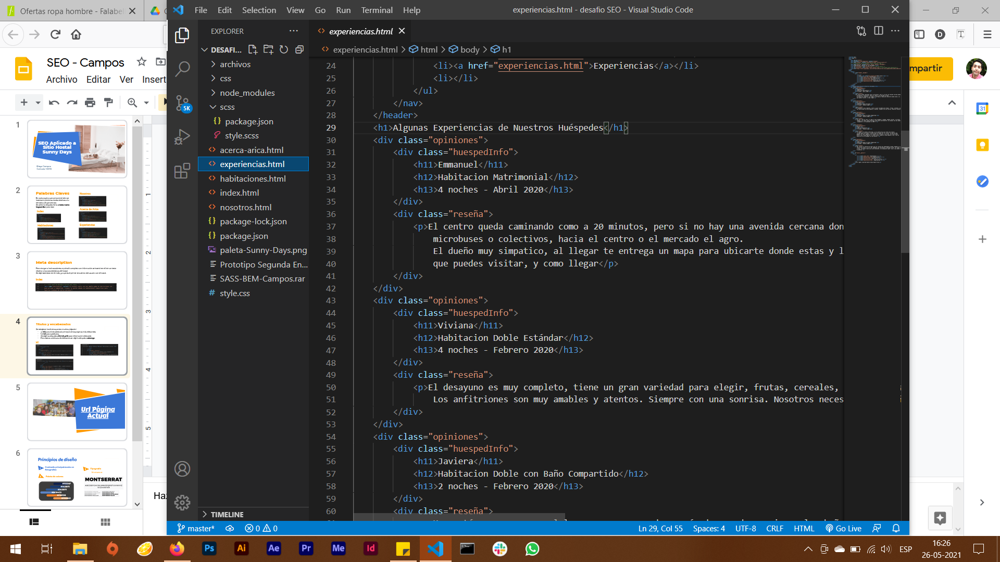 Ofertas ropa hombre - Falabel
File Edit Selection View Go Run Terminal Help
experiencias.html - desafio SEO - Visual Studio Code
SEO - Campos
Archivo Editar Ver Insert
mpartir
1
SEO Aplicado a
Sitio Hostal
Sunny Days
2
Palabras Claves
Nosotros
Index
Acerca de Arica
Habitaciones
Experiencias
3
Meta description
Index
4
Títulos y encabezados
5
Url Página
Actual
6
Principios de diseño
Tipografía
MONTSERRAT
Haz
1
2
3
4
5
EXPLORER
DESAFI...
archivos
css
node_modules
scss
package.json
style.scss
acerca-arica.html
experiencias.html
habitaciones.html
index.html
nosotros.html
package-lock.json
package.json
paleta-Sunny-Days.png
Prototipo Segunda En...
SASS-BEM-Campos.rar
style.css
TIMELINE
5K
experiencias.html
experiencias.html > html > body > h1
24 <li><a href="experiencias.html">Experiencias</a></li>
25 <li></li>
26 </ul>
27 </nav>
28 </header>
29 <h1>Algunas Experiencias de Nuestros Huéspedes</h1>
30 <div class="opiniones">
31 <div class="huespedInfo">
32 <h11>Emmanuel</h11>
33 <h12>Habitacion Matrimonial</h12>
34 <h13>4 noches - Abril 2020</h13>
35 </div>
36 <div class="reseña">
37 <p>El centro queda caminando como a 20 minutos, pero si no hay una avenida cercana don
38 microbuses o colectivos, hacia el centro o el mercado el agro.
39 El dueño muy simpatico, al llegar te entrega un mapa para ubicarte donde estas y l
40 que puedes visitar, y como llegar</p>
41 </div>
42 </div>
43 <div class="opiniones">
44 <div class="huespedInfo">
45 <h11>Viviana</h11>
46 <h12>Habitacion Doble Estándar</h12>
47 <h13>4 noches - Febrero 2020</h13>
48 </div>
49 <div class="reseña">
50 <p>El desayuno es muy completo, tiene un gran variedad para elegir, frutas, cereales,
51 Los anfitriones son muy amables y atentos. Siempre con una sonrisa. Nosotros neces
52 </div>
53 </div>
54 <div class="opiniones">
55 <div class="huespedInfo">
56 <h11>Javiera</h11>
57 <h12>Habitacion Doble con Baño Compartido</h12>
58 <h13>2 noches - Febrero 2020</h13>
59 </div>
60 <div class="reseña">
master* 0 0
Ln 29, Col 55 Spaces: 4 UTF-8 CRLF HTML Go Live
31
D
T
Ps Ai Ae Pr Me Id
ESP
16:26
26-05-2021